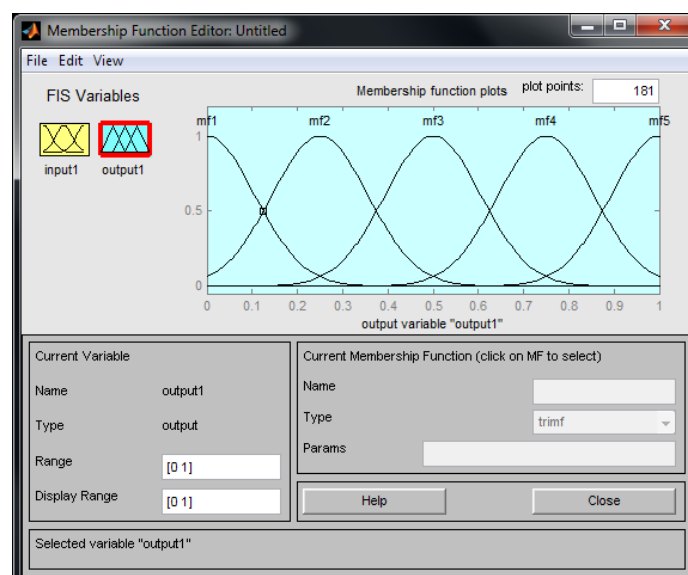 Membership Function Editor: Untitled
File Edit View
FIS Variables
input1 output1
Membership function plots plot points: 181
mf1 mf2 mf3 mf4 mf5
1
0.5
0
0 0.1 0.2 0.3 0.4 0.5 0.6 0.7 0.8 0.9 1
output variable "output1"
Current Variable
Name output1
Type output
Range [0 1]
Display Range [0 1]
Current Membership Function (click on MF to select)
Name
Type trimf
Params
Help Close
Selected variable "output1"